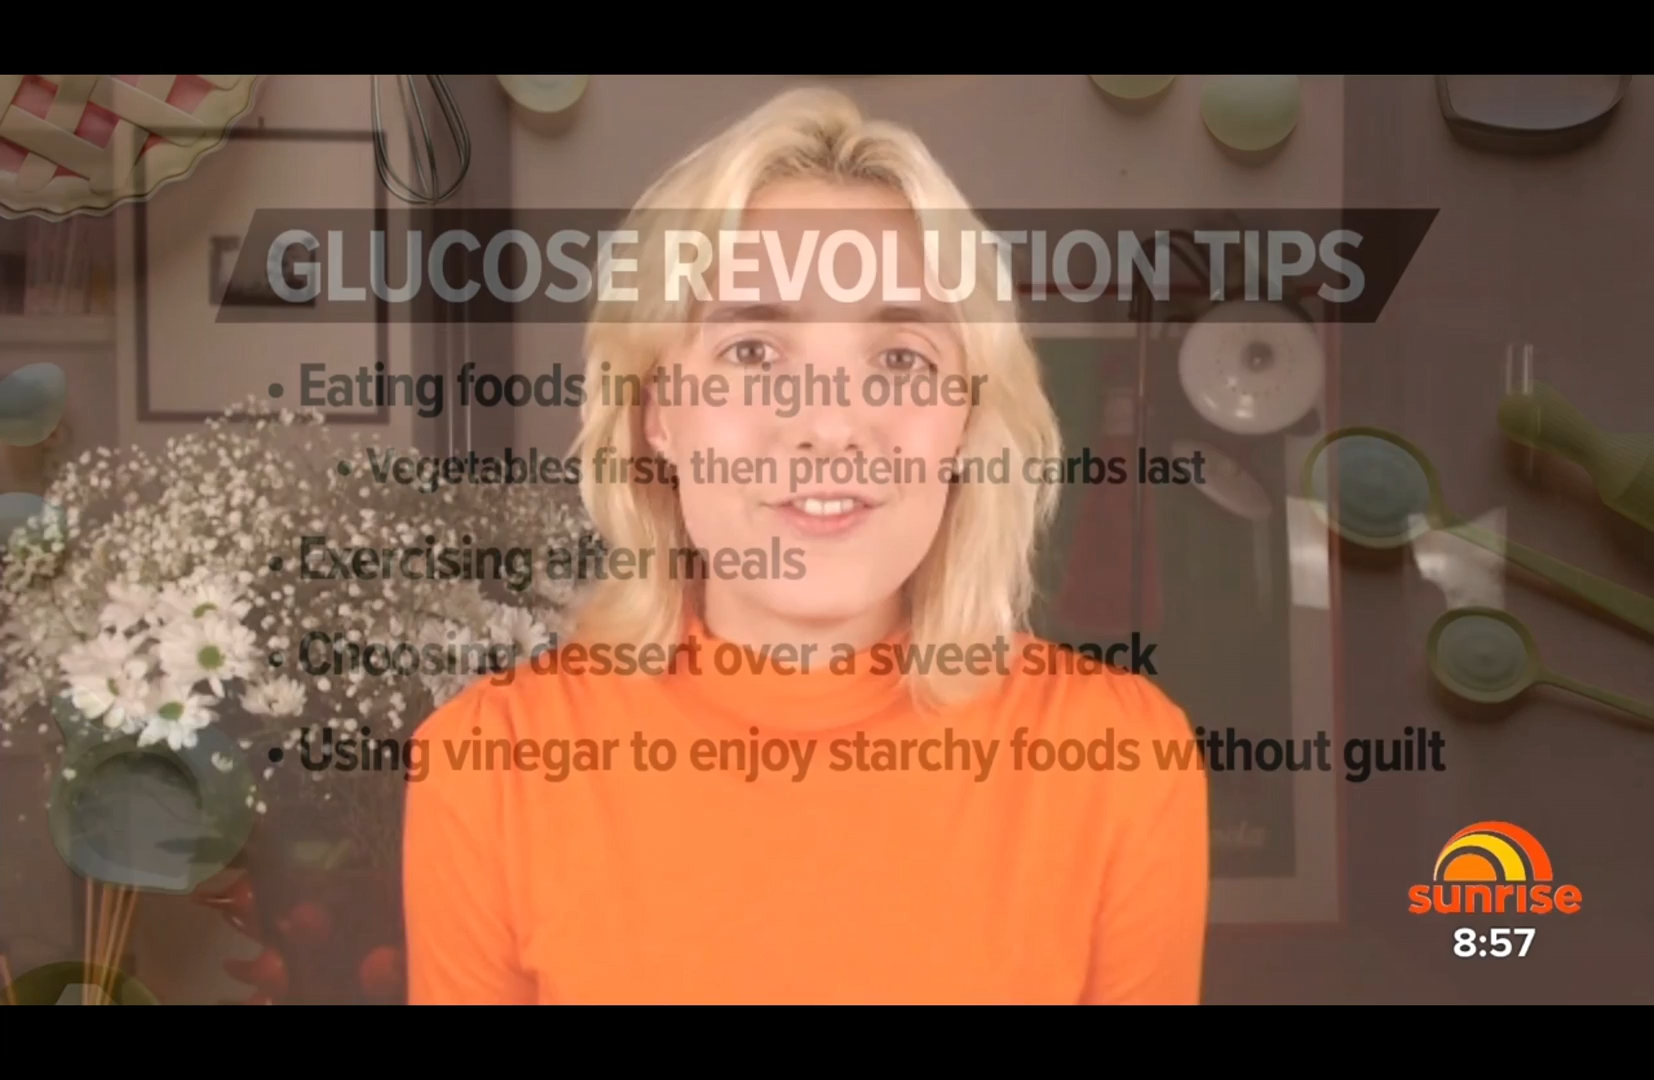 GLUCOSE REVOLUTION TIPS
• Eating foods in the right order
• Vegetables first, then protein and carbs last
• Exercising after meals
• Choosing dessert over a sweet snack
• Using vinegar to enjoy starchy foods without guilt
sunrise
8:57